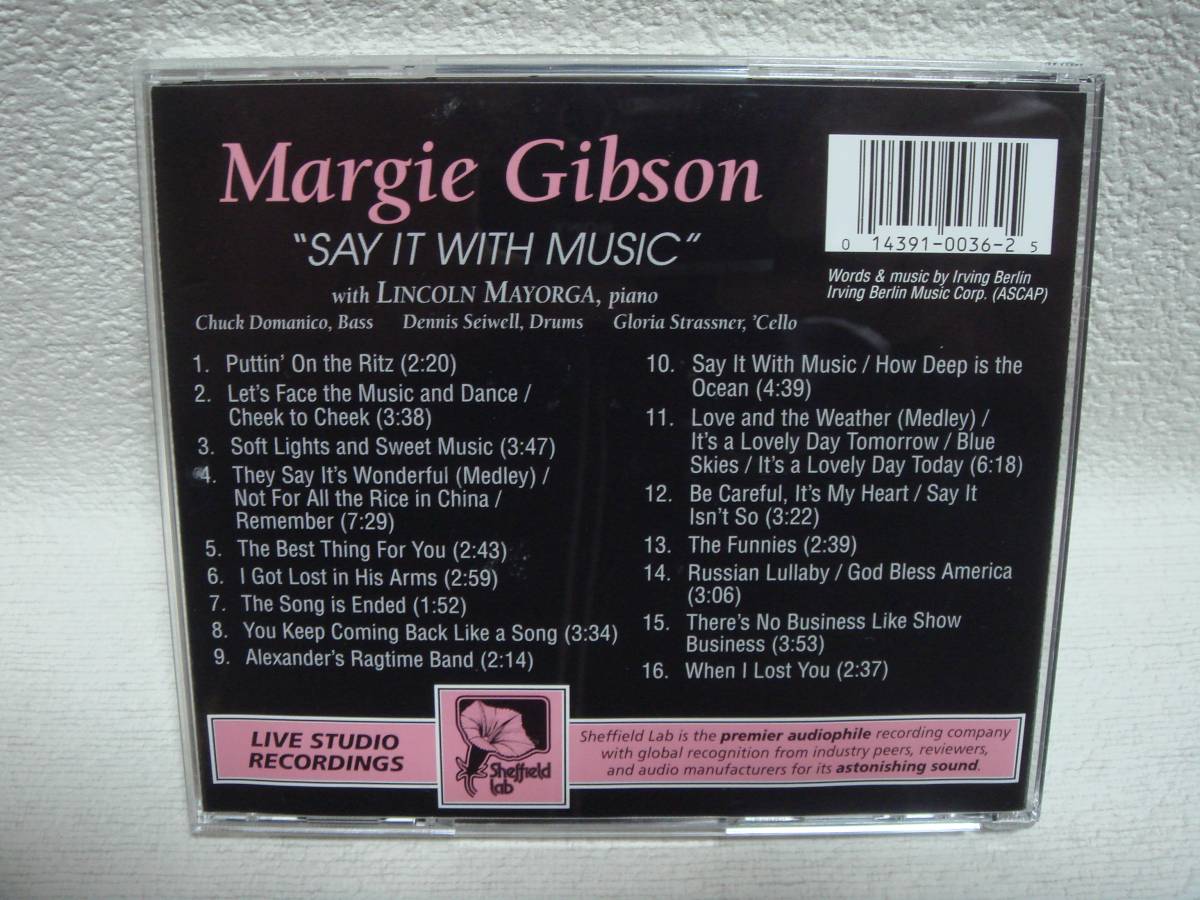 Margie Gibson
"SAY IT WITH MUSIC"
with LINCOLN MAYORGA, piano
Chuck Domanico, Bass Dennis Seiwell, Drums Gloria Strassner, 'Cello
0 14391-0036-2 5
Words & music by Irving Berlin
Irving Berlin Music Corp. (ASCAP)
1. Puttin' On the Ritz (2:20)
2. Let's Face the Music and Dance /
Cheek to Cheek (3:38)
3. Soft Lights and Sweet Music (3:47)
4. They Say It's Wonderful (Medley) /
Not For All the Rice in China /
Remember (7:29)
5. The Best Thing For You (2:43)
6. I Got Lost in His Arms (2:59)
7. The Song is Ended (1:52)
8. You Keep Coming Back Like a Song (3:34)
9. Alexander's Ragtime Band (2:14)
10. Say It With Music / How Deep is the
Ocean (4:39)
11. Love and the Weather (Medley) /
It's a Lovely Day Tomorrow / Blue
Skies / It's a Lovely Day Today (6:18)
12. Be Careful, It's My Heart / Say It
Isn't So (3:22)
13. The Funnies (2:39)
14. Russian Lullaby / God Bless America
(3:06)
15. There's No Business Like Show
Business (3:53)
16. When I Lost You (2:37)
LIVE STUDIO
RECORDINGS
Sheffield
lab
Sheffield Lab is the premier audiophile recording company
with global recognition from industry peers, reviewers,
and audio manufacturers for its astonishing sound.